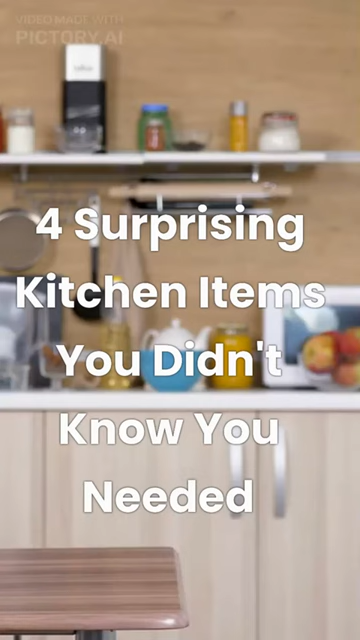 VIDEO MADE WITH
PICTORY.AI
4 Surprising
Kitchen Items
You Didn't
Know You
Needed